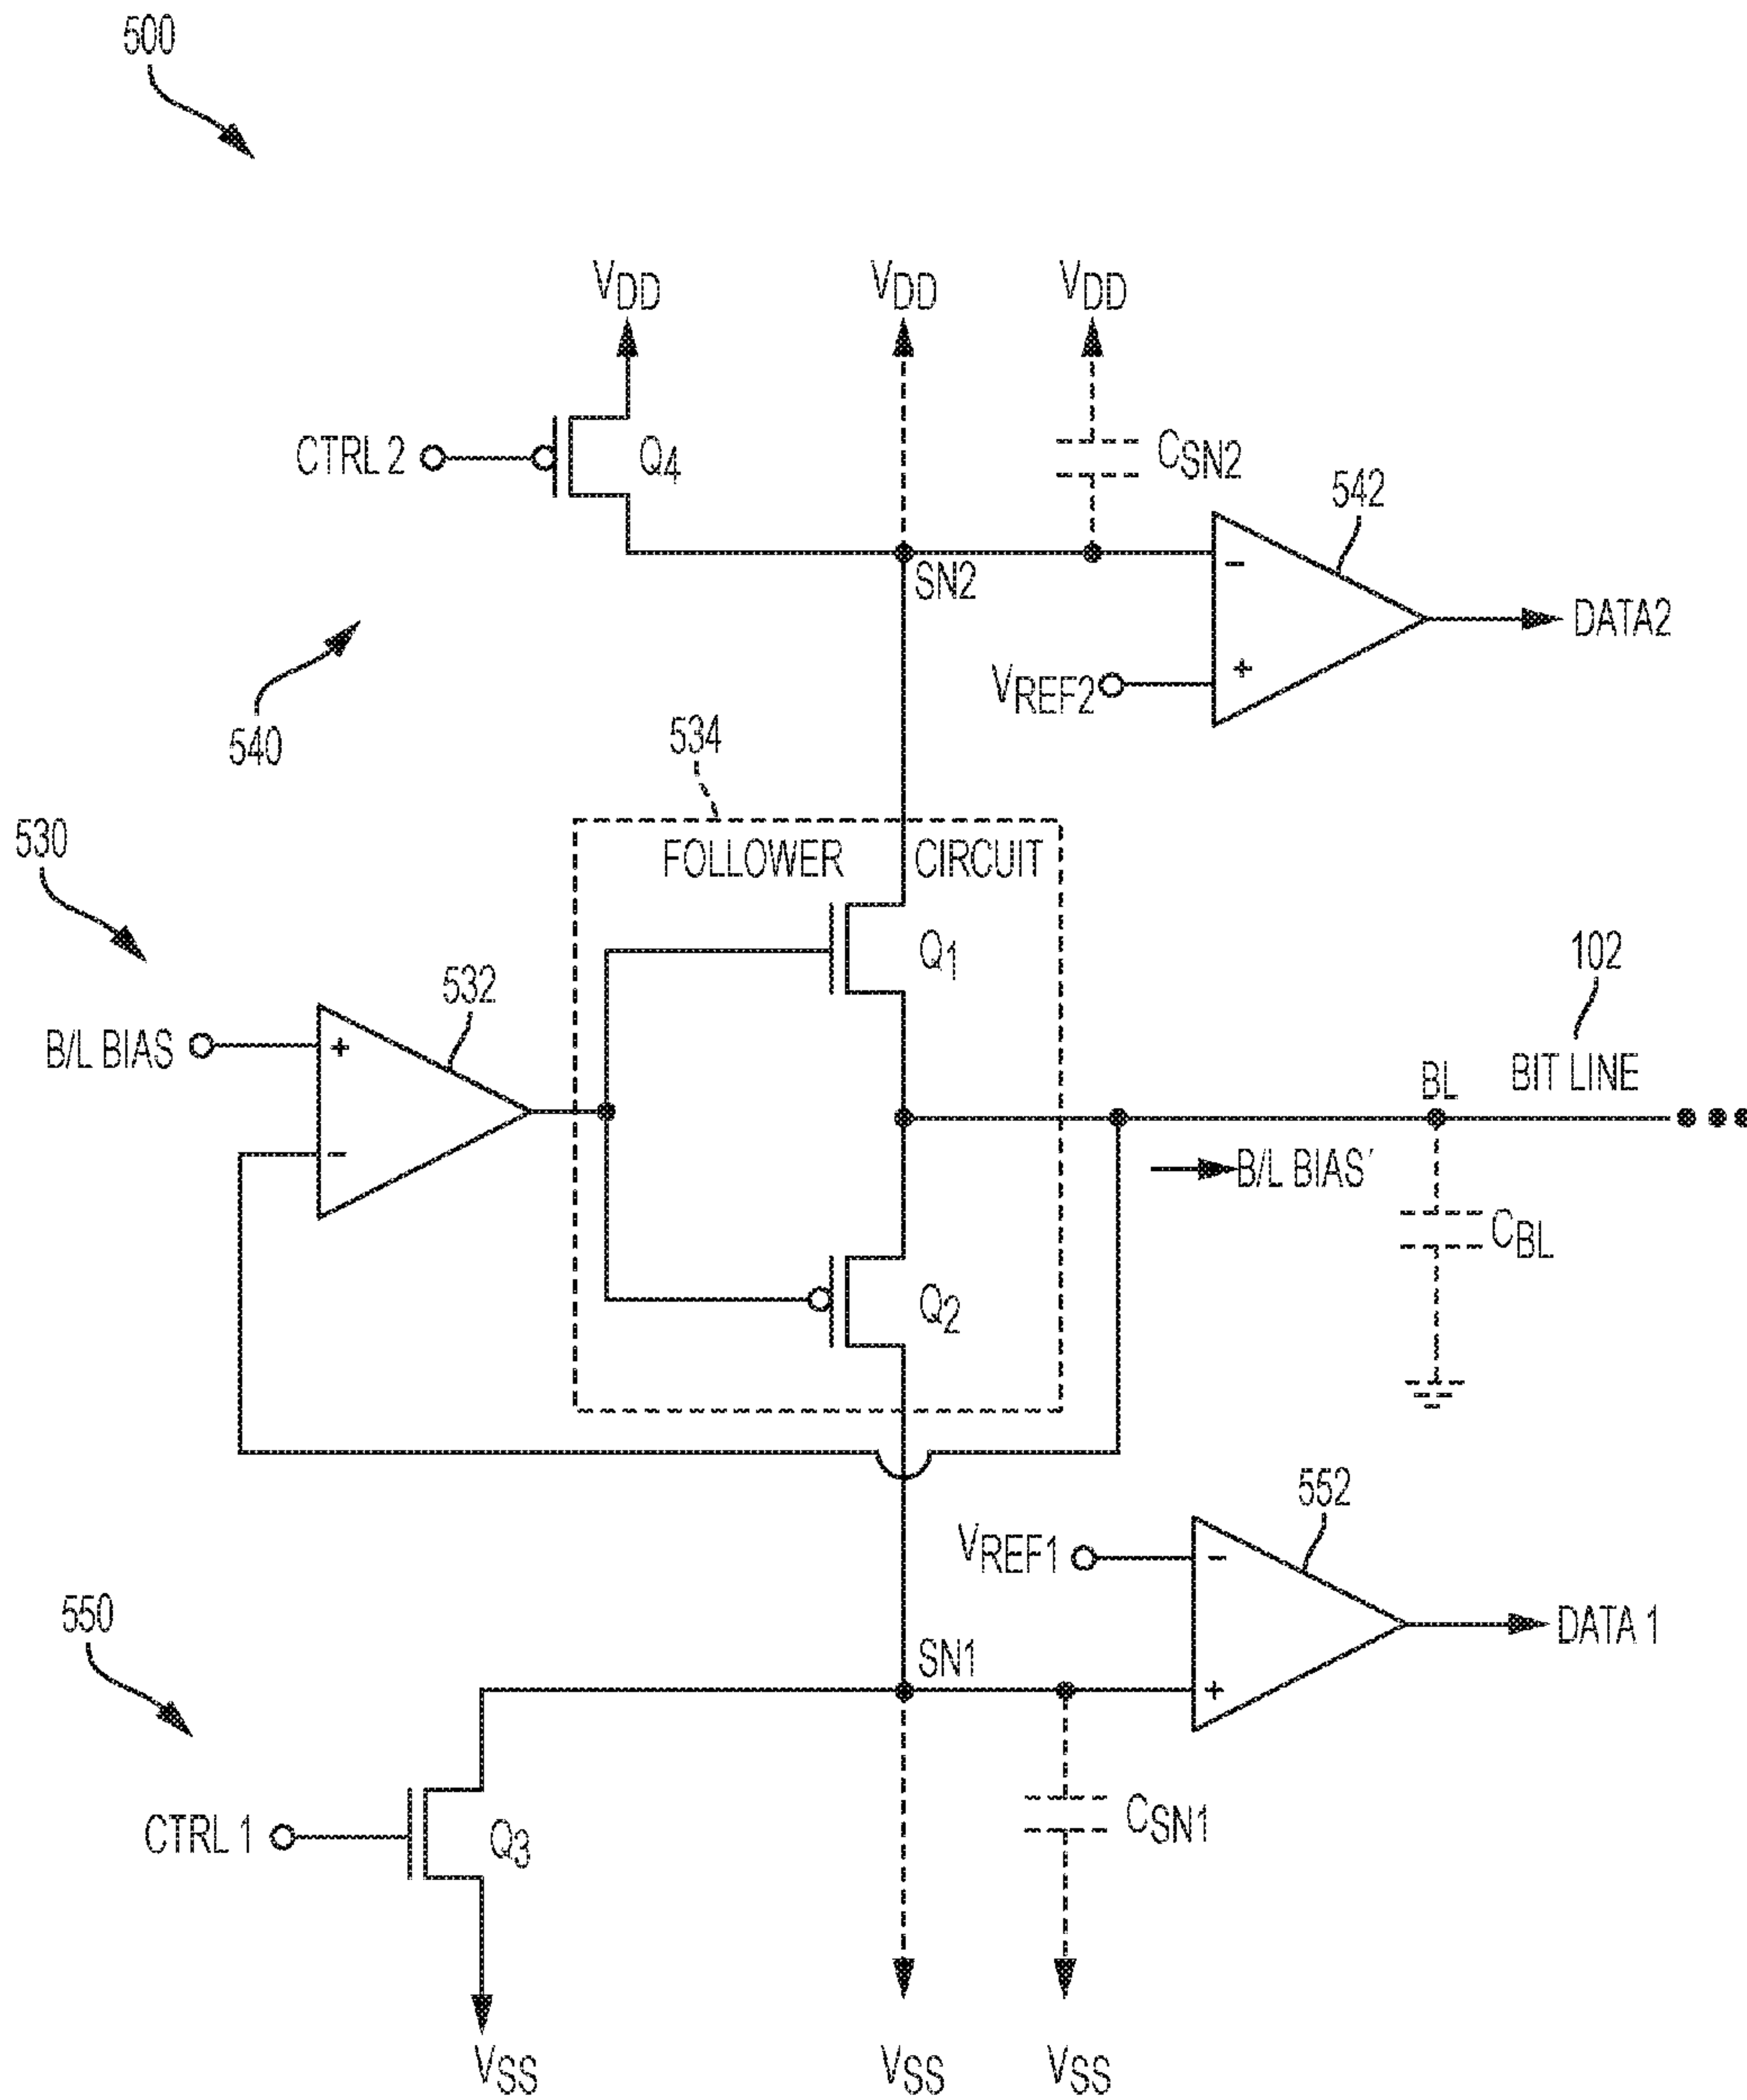 500
VDD VDD VDD
CTRL 2
Q4
CSN2
542
SN2
DATA2
VREF2
540
534
530
FOLLOWER CIRCUIT
Q1
102
532
B/L BIAS
+
-
BL
BIT LINE
B/L BIAS'
CBL
Q2
552
VREF1
550
SN1
DATA 1
CTRL 1
Q3
CSN1
VSS VSS VSS